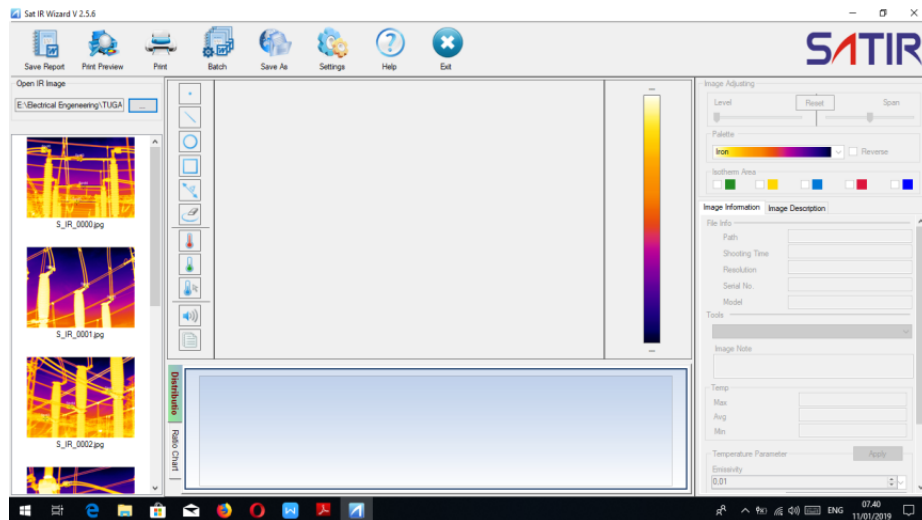 Sat IR Wizard V 2.5.6
Save Report
Print Preview
Print
Batch
Save As
Settings
Help
Exit
SATIR
Open IR Image
E:\Electrical Engeneering\TUGA
...
S_IR_0000.jpg
S_IR_0001.jpg
S_IR_0002.jpg
Distributio
Ratio Chart
Image Adjusting
Level
Reset
Span
Palette
Iron
Reverse
Isotherm Area
Image Information
Image Description
File Info
Path
Shooting Time
Resolution
Serial No.
Model
Tools
Image Note
Temp
Max
Avg
Min
Temperature Parameter
Apply
Emissivity
0.01
ENG
07.40
11/01/2019